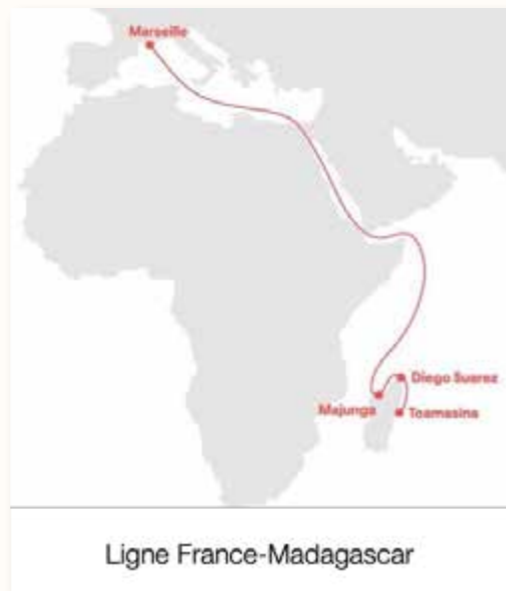 Marseille
Diego Suarez
Majunga
Toamasina
Ligne France-Madagascar